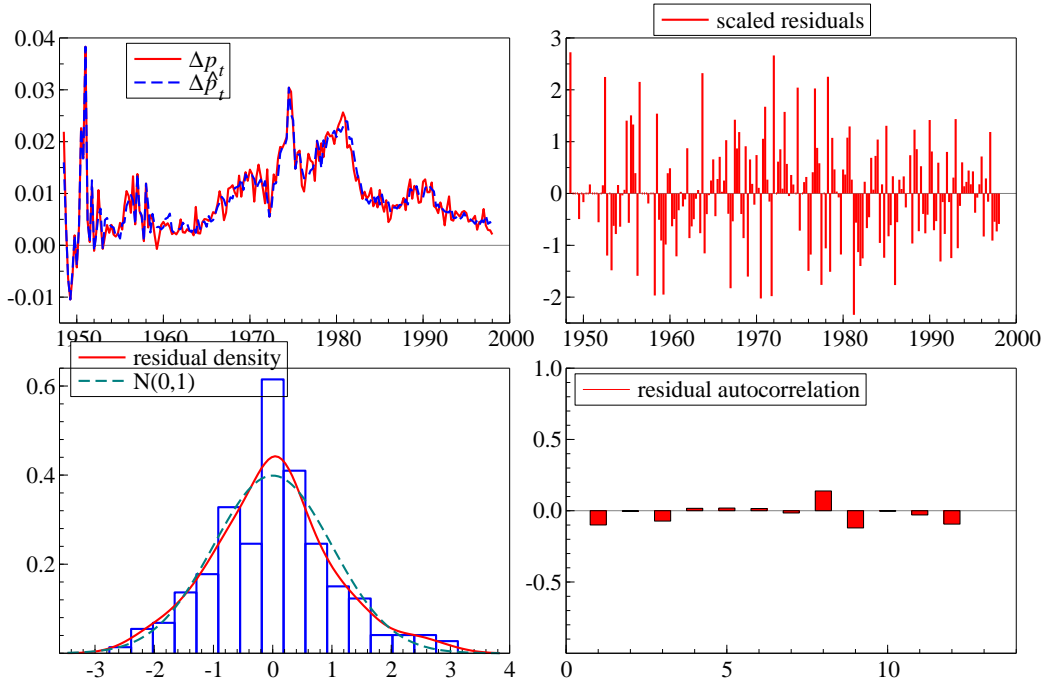 0.04
0.03
0.02
0.01
0.00
-0.01
Δp_t
Δp̂_t
1950 1960 1970 1980 1990 2000
scaled residuals
3
2
1
0
-1
-2
1950 1960 1970 1980 1990 2000
residual density
N(0,1)
0.6
0.4
0.2
-3 -2 -1 0 1 2 3 4
residual autocorrelation
1.0
0.5
0.0
-0.5
0 5 10